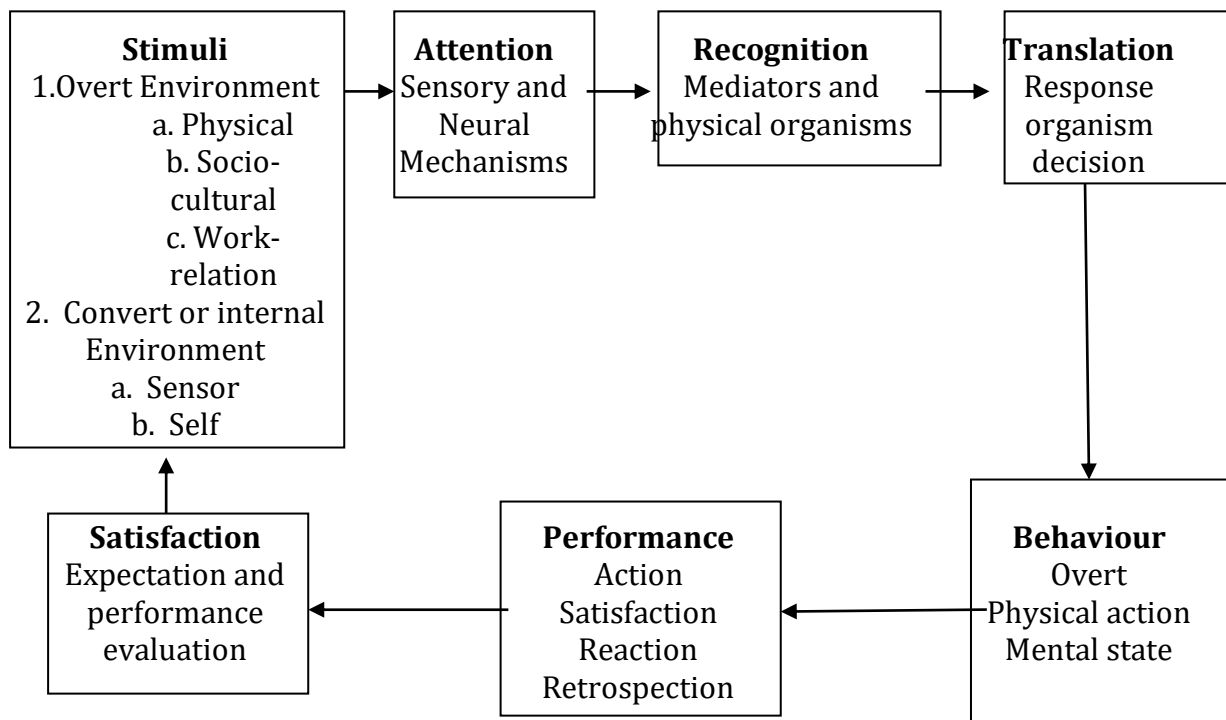 Stimuli
1.Overt Environment
a. Physical
b. Socio-
cultural
c. Work-
relation
2. Convert or internal
Environment
a. Sensor
b. Self
Attention
Sensory and
Neural
Mechanisms
Recognition
Mediators and
physical organisms
Translation
Response
organism
decision
Behaviour
Overt
Physical action
Mental state
Performance
Action
Satisfaction
Reaction
Retrospection
Satisfaction
Expectation and
performance
evaluation